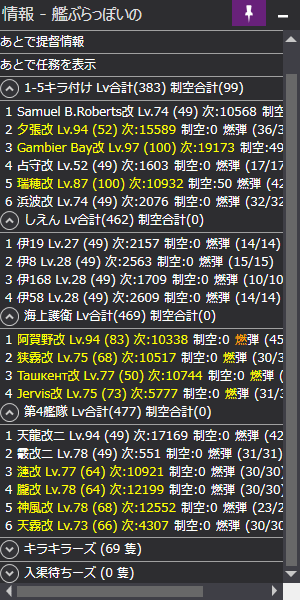 情報 - 艦ぶらっぽいの
あとで提督情報
あとで任務を表示
1-5キラ付け Lv合計(383) 制空合計(99)
1 Samuel B.Roberts改 Lv.74 (49) 次:10568 制空
2 夕張改 Lv.94 (52) 次:15589 制空:0 燃弾 (36/3
3 Gambier Bay改 Lv.97 (100) 次:19173 制空:49
4 占守改 Lv.52 (49) 次:1603 制空:0 燃弾 (17/17
5 瑞穂改 Lv.87 (100) 次:10932 制空:50 燃弾 (42
6 浜波改 Lv.74 (49) 次:2076 制空:0 燃弾 (32/32
しえん Lv合計(462) 制空合計(0)
1 伊19 Lv.27 (49) 次:2157 制空:0 燃弾 (14/14)
2 伊8 Lv.28 (49) 次:2563 制空:0 燃弾 (15/15)
3 伊168 Lv.28 (49) 次:1709 制空:0 燃弾 (10/10
4 伊58 Lv.28 (49) 次:2609 制空:0 燃弾 (14/14)
海上護衛 Lv合計(469) 制空合計(0)
1 阿賀野改 Lv.94 (83) 次:10338 制空:0 燃弾 (45
2 狭霧改 Lv.75 (68) 次:10517 制空:0 燃弾 (30/3
3 Ташкент改 Lv.77 (50) 次:10744 制空:0 燃弾
4 Jervis改 Lv.75 (73) 次:5777 制空:0 燃弾 (31/3
第4艦隊 Lv合計(477) 制空合計(0)
1 天龍改二 Lv.94 (49) 次:17169 制空:0 燃弾 (42
2 霰改二 Lv.78 (49) 次:551 制空:0 燃弾 (31/31)
3 漣改 Lv.77 (64) 次:10921 制空:0 燃弾 (30/30)
4 朧改 Lv.78 (64) 次:12199 制空:0 燃弾 (30/30)
5 神風改 Lv.78 (68) 次:12552 制空:0 燃弾 (23/2
6 天霧改 Lv.73 (66) 次:4307 制空:0 燃弾 (30/30
キラキラーズ (69 隻)
入渠待ちーズ (0 隻)